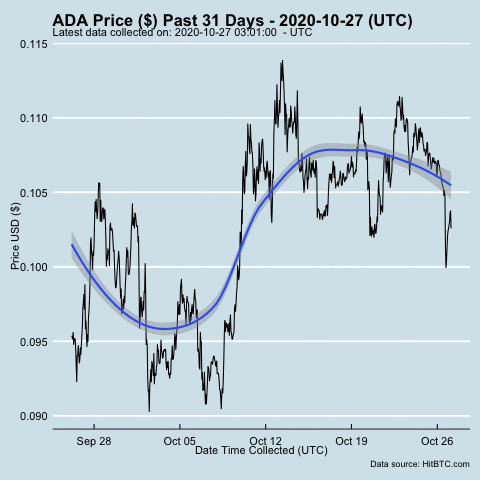 ADA Price ($) Past 31 Days - 2020-10-27 (UTC)
Latest data collected on: 2020-10-27 03:01:00 - UTC
0.115
0.110
0.105
0.100
0.095
0.090
Price USD ($)
Sep 28 Oct 05 Oct 12 Oct 19 Oct 26
Date Time Collected (UTC)
Data source: HitBTC.com